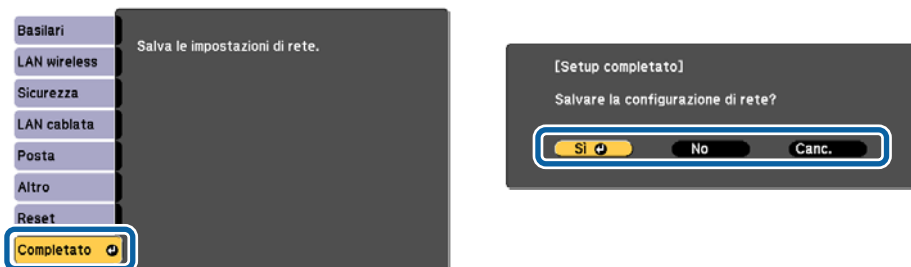 Basilari
LAN wireless
Sicurezza
LAN cablata
Posta
Altro
Reset
Completato
Salva le impostazioni di rete.
[Setup completato]
Salvare la configurazione di rete?
Sì No Canc.